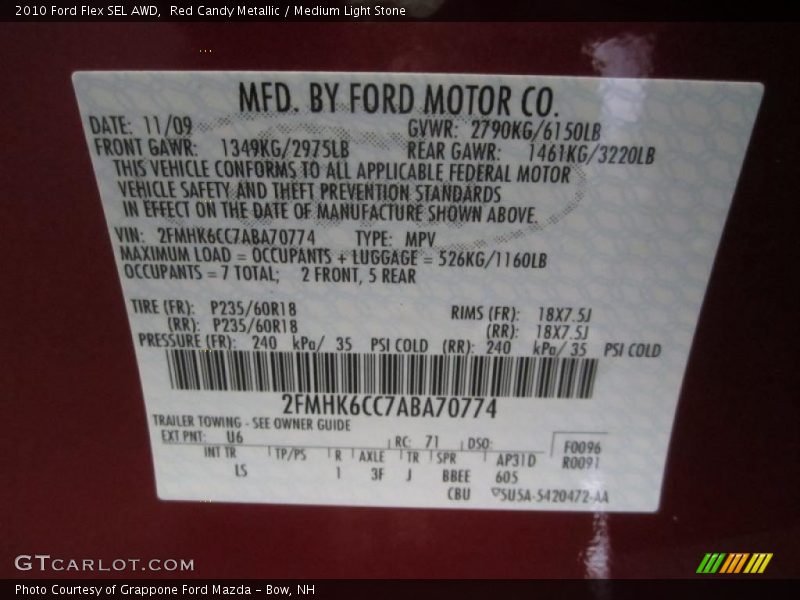 2010 Ford Flex SEL AWD,  Red Candy Metallic / Medium Light Stone
MFD. BY FORD MOTOR CO.
DATE: 11/09 GVWR: 2790KG/6150LB
FRONT GAWR: 1349KG/2975LB REAR GAWR: 1461KG/3220LB
THIS VEHICLE CONFORMS TO ALL APPLICABLE FEDERAL MOTOR
VEHICLE SAFETY AND THEFT PREVENTION STANDARDS
IN EFFECT ON THE DATE OF MANUFACTURE SHOWN ABOVE.
VIN: 2FMHK6CC7ABA70774 TYPE: MPV
MAXIMUM LOAD = OCCUPANTS + LUGGAGE = 526KG/1160LB
OCCUPANTS = 7 TOTAL; 2 FRONT, 5 REAR
TIRE (FR): P235/60R18 RIMS (FR): 18X7.5J
(RR): P235/60R18 (RR): 18X7.5J
PRESSURE (FR): 240 kPa/ 35 PSI COLD (RR): 240 kPa/ 35 PSI COLD
2FMHK6CC7ABA70774
TRAILER TOWING - SEE OWNER GUIDE
EXT PNT: U6 RC: 71 DSO: F0096
INT TR TP/PS R AXLE TR SPR AP31D R0091
LS 1 3F J BBEE 605
CBU 5U5A-5420472-AA
GTCARLOT.COM
Photo Courtesy of Grappone Ford Mazda - Bow, NH